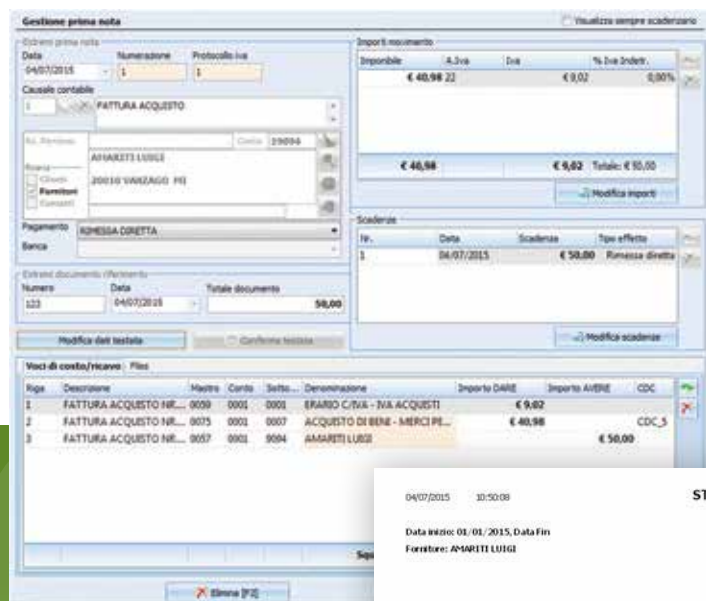 Gestione prima nota
Visualizza sempre scadenzario
Estremi prima nota
Data Numerazione Protocollo iva
04/07/2015 1 1
Causale contabile
1 FATTURA ACQUISTO
Conto
AMARITI LUIGI
Ricerca
Clienti
Fornitori
20010 VANZAGO MI
Pagamento RIMESSA DIRETTA
Banca
Estremi documento riferimento
Numero Data Totale documento
123 04/07/2015 50,00
Modifica dati testata Conferma testata
Importi movimento
Imponibile A.Iva Iva % Iva Indetr.
€ 40,98 22 € 9,02 0,00%
€ 40,98 € 9,02 Totale: € 50,00
Modifica importi
Scadenze
Nr. Data Scadenza Tipo effetto
1 06/07/2015 € 50,00 Rimessa diretta
Modifica scadenze
Voci di costo/ricavo Files
Riga Descrizione Mastro Conto Sotto... Denominazione Importo DARE Importo AVERE CDC
1 FATTURA ACQUISTO NR.... 0059 0001 0001 ERARIO C/IVA - IVA ACQUISTI € 9,02
2 FATTURA ACQUISTO NR.... 0075 0001 0007 ACQUISTO DI BENI - MERCI PE... € 40,98 CDC_5
3 FATTURA ACQUISTO NR.... 0057 0001 9094 AMARITI LUIGI € 50,00
Elimina [F2]
04/07/2015 10:50:08 ST
Data inizio: 01/01/2015, Data Fin
Fornitore: AMARITI LUIGI